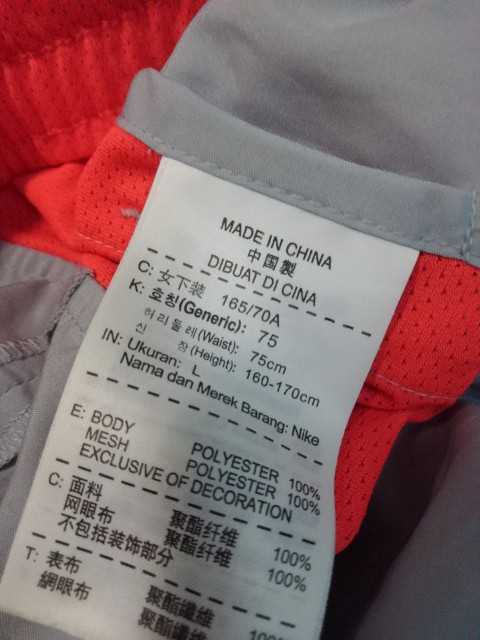 MADE IN CHINA
中国製
DIBUAT DI CINA
C: 女下装 165/70A
K: 호칭(Generic): 75
허리둘레(Waist): 75cm
신 장(Height): 160-170cm
IN: Ukuran: L
Nama dan Merek Barang: Nike
E: BODY POLYESTER 100%
MESH POLYESTER 100%
EXCLUSIVE OF DECORATION
C: 面料 聚酯纤维 100%
网眼布 聚酯纤维 100%
不包括装饰部分
T: 表布 聚酯纖維 100%
網眼布 聚酯纖維